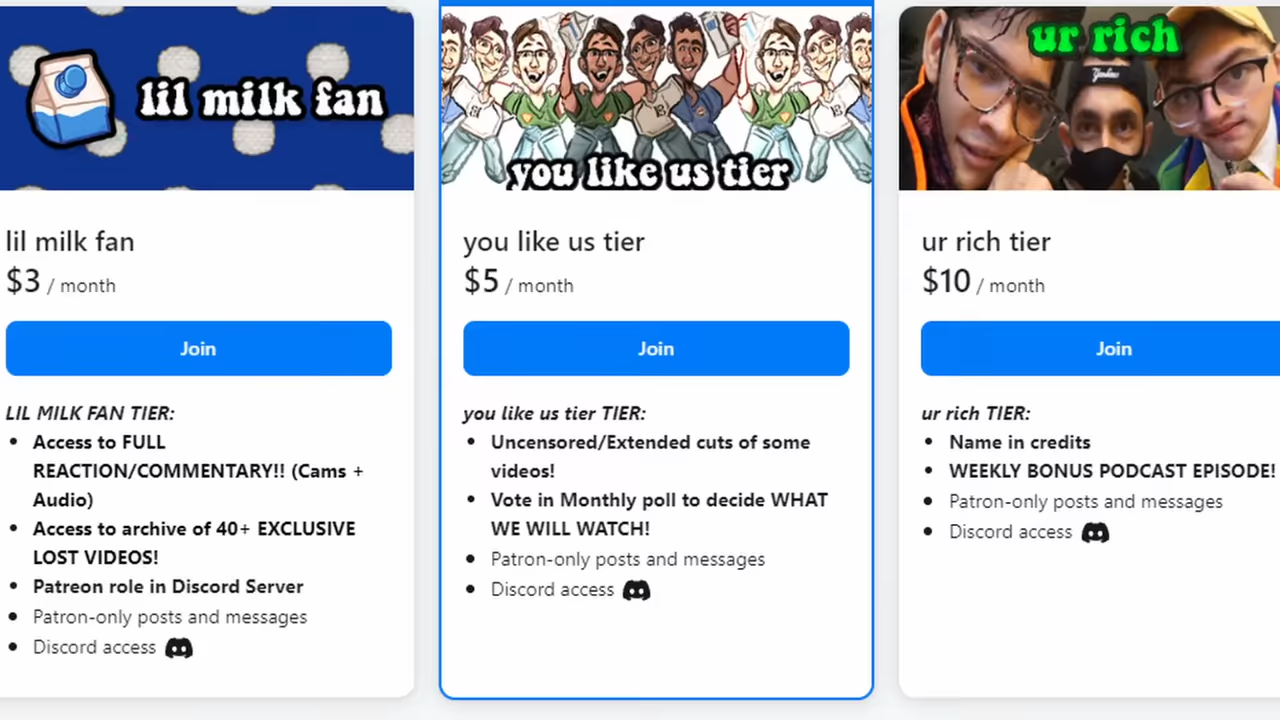 lil milk fan
lil milk fan
$3 / month
Join
LIL MILK FAN TIER:
Access to FULL
REACTION/COMMENTARY!! (Cams +
Audio)
Access to archive of 40+ EXCLUSIVE
LOST VIDEOS!
Patreon role in Discord Server
Patron-only posts and messages
Discord access
you like us tier
you like us tier
$5 / month
Join
you like us tier TIER:
Uncensored/Extended cuts of some
videos!
Vote in Monthly poll to decide WHAT
WE WILL WATCH!
Patron-only posts and messages
Discord access
ur rich
Yankees
ur rich tier
$10 / month
Join
ur rich TIER:
Name in credits
WEEKLY BONUS PODCAST EPISODE!
Patron-only posts and messages
Discord access